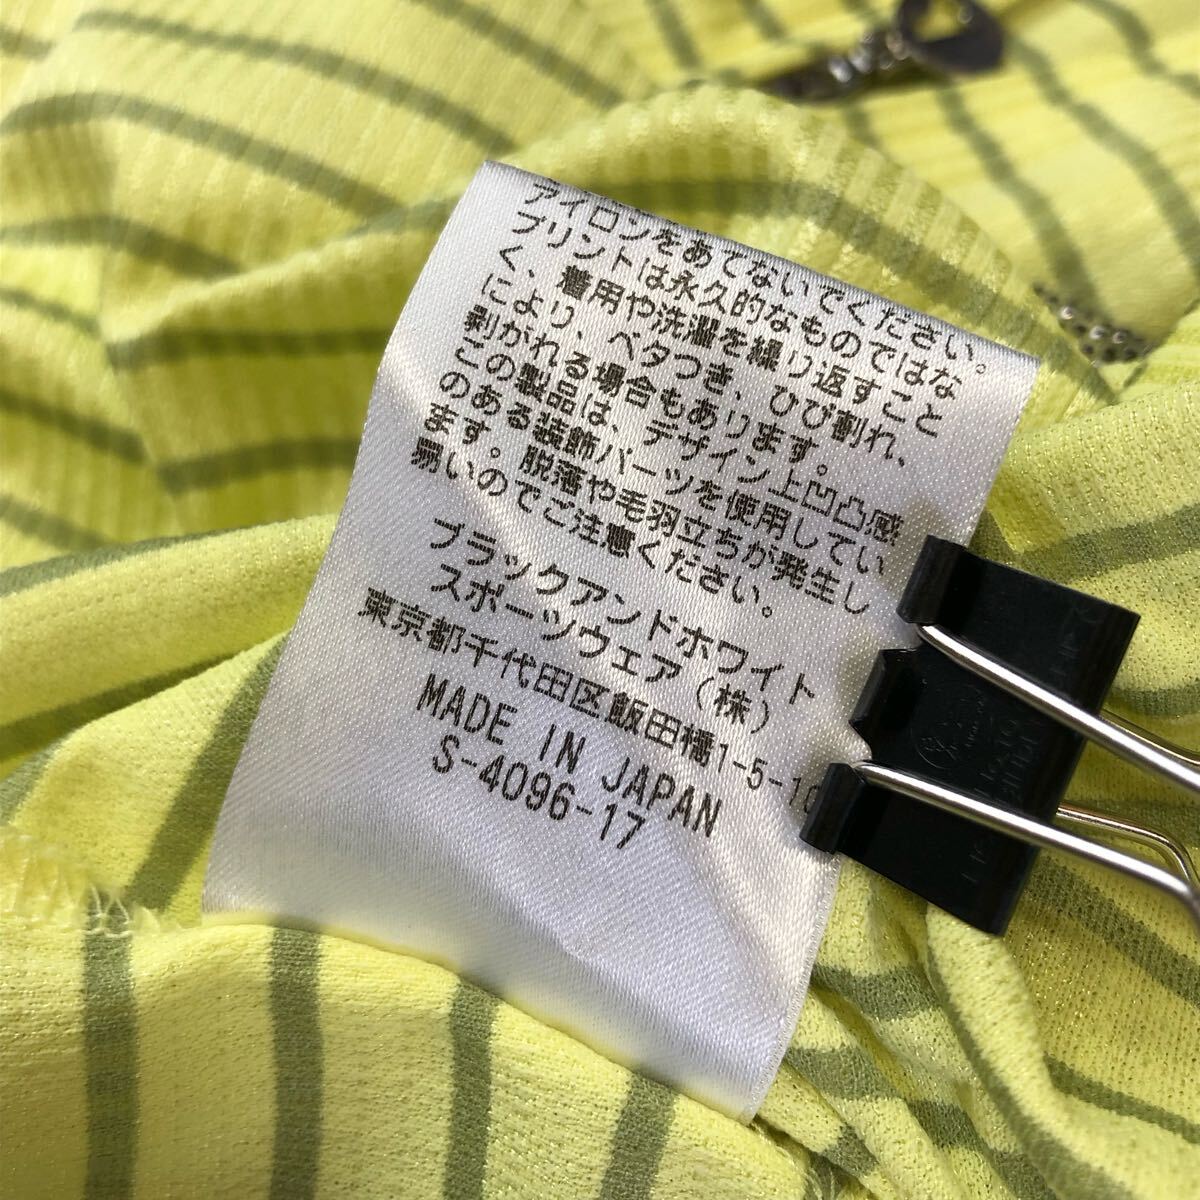 アイロンをあてないでください。
プリントは永久的なものではな
く、着用や洗濯を繰り返すこと
により、ベタつき、ひび割れ、
剥がれる場合もあります。
この製品は、デザイン上凹凸感
のある装飾パーツを使用してい
ます。脱落や毛羽立ちが発生し
易いのでご注意ください。
ブラックアンドホワイト
スポーツウェア(株)
東京都千代田区飯田橋1-5-10
MADE IN JAPAN
S-4096-17